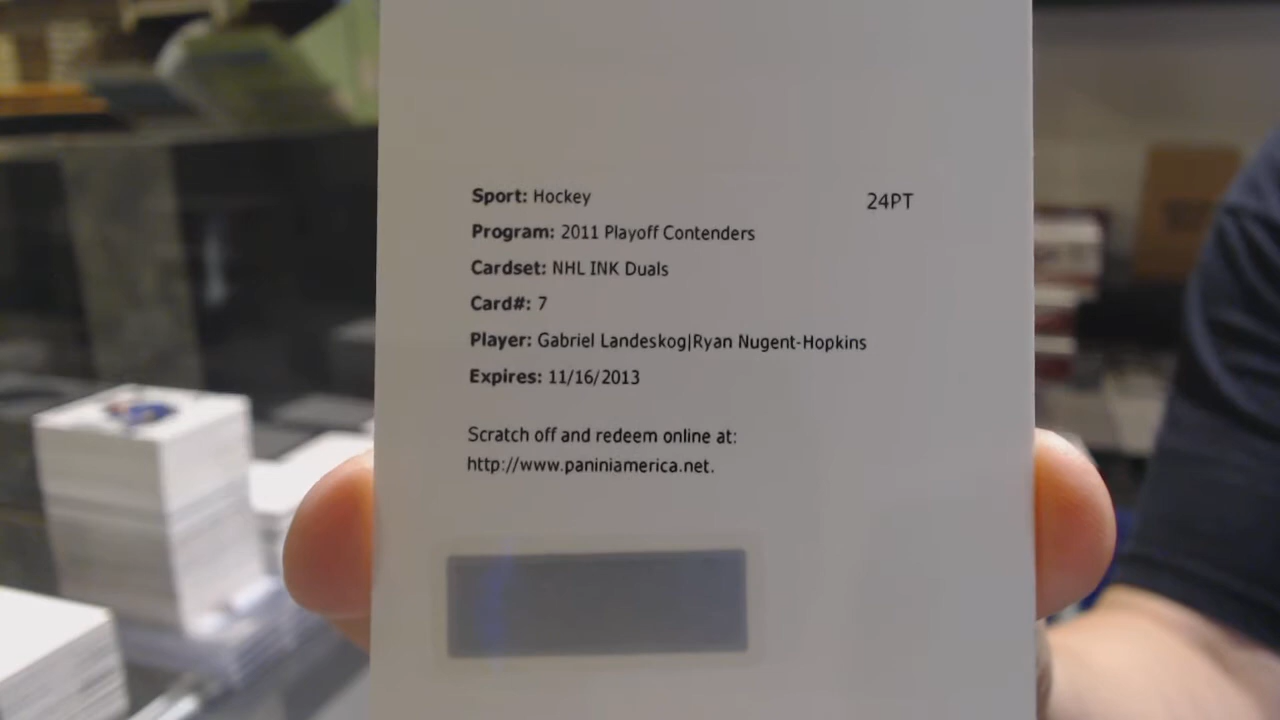 Sport: Hockey
24PT
Program: 2011 Playoff Contenders
Cardset: NHL INK Duals
Card#: 7
Player: Gabriel Landeskog|Ryan Nugent-Hopkins
Expires: 11/16/2013
Scratch off and redeem online at:
http://www.paniniamerica.net.